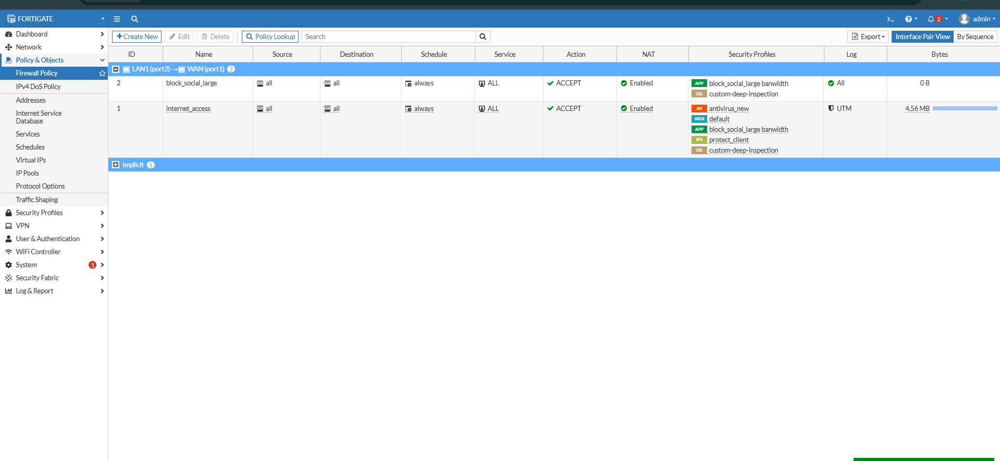 FORTIGATE
>_ ? 2 admin
Dashboard
Network
Policy & Objects
Firewall Policy
IPv4 DoS Policy
Addresses
Internet Service
Database
Services
Schedules
Virtual IPs
IP Pools
Protocol Options
Traffic Shaping
Security Profiles
VPN
User & Authentication
WiFi Controller
System 1
Security Fabric
Log & Report
+ Create New Edit Delete Policy Lookup Search Export Interface Pair View By Sequence
ID Name Source Destination Schedule Service Action NAT Security Profiles Log Bytes
LAN1 (port2) → WAN (port1) 2
2 block_social_large all all always ALL ACCEPT Enabled APP block_social_large banwidth All 0 B
SSL custom-deep-inspection
1 internet_access all all always ALL ACCEPT Enabled AV antivirus_new UTM 4.56 MB
WEB default
APP block_social_large banwidth
IPS protect_client
SSL custom-deep-inspection
Implicit 1